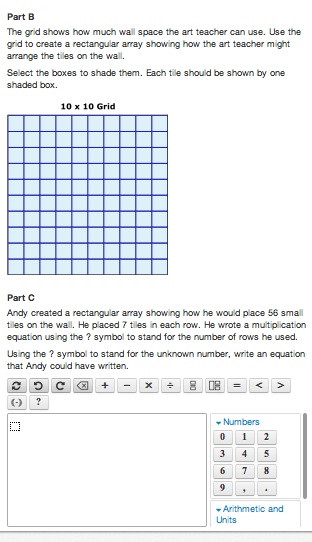 Part B
The grid shows how much wall space the art teacher can use. Use the
grid to create a rectangular array showing how the art teacher might
arrange the tiles on the wall.
Select the boxes to shade them. Each tile should be shown by one
shaded box.
10 x 10 Grid
Part C
Andy created a rectangular array showing how he would place 56 small
tiles on the wall. He placed 7 tiles in each row. He wrote a multiplication
equation using the ? symbol to stand for the number of rows he used.
Using the ? symbol to stand for the unknown number, write an equation
that Andy could have written.
+ − × ÷ = < >
(-) ?
Numbers
0 1 2
3 4 5
6 7 8
9 , .
Arithmetic and
Units